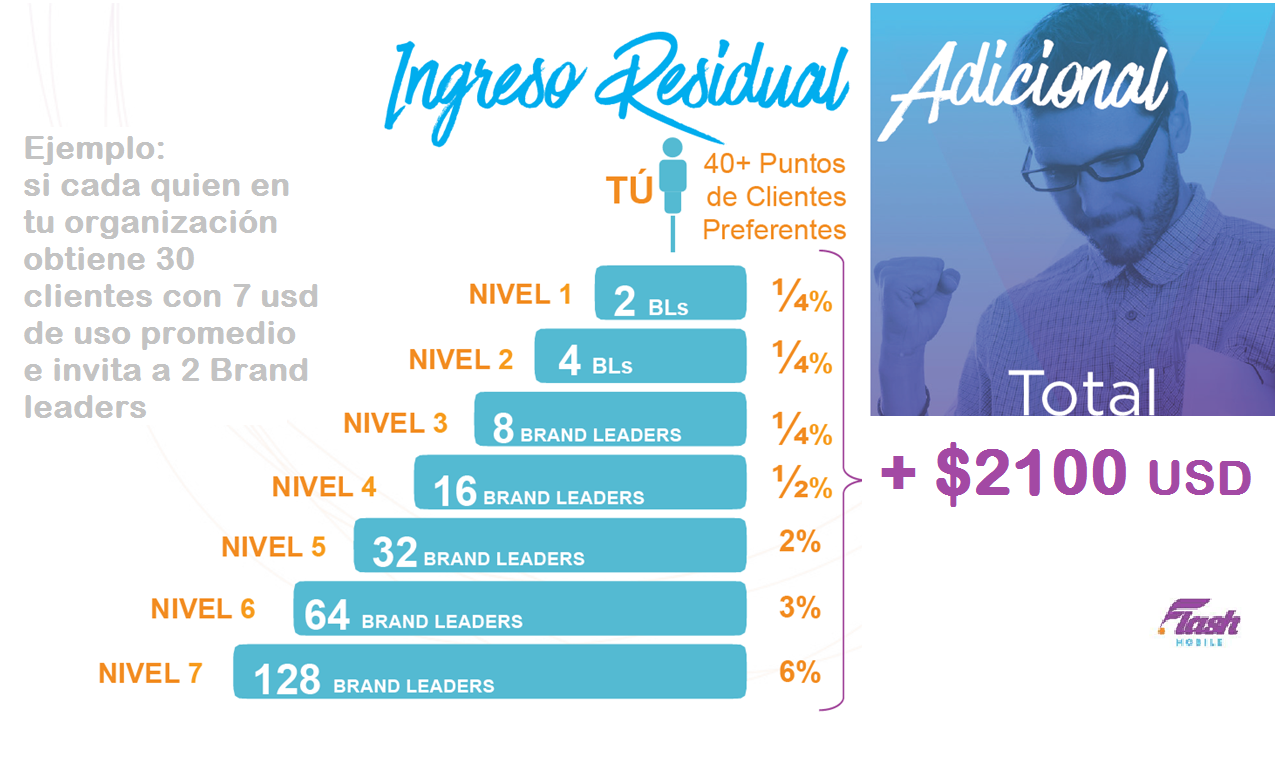 Ingreso Residual
Adicional
Ejemplo:
si cada quien en
tu organización
obtiene 30
clientes con 7 usd
de uso promedio
e invita a 2 Brand
leaders
TÚ
40+ Puntos
de Clientes
Preferentes
NIVEL 1 2 BLs ¼%
NIVEL 2 4 BLs ¼%
NIVEL 3 8 BRAND LEADERS ¼%
NIVEL 4 16 BRAND LEADERS ½%
NIVEL 5 32 BRAND LEADERS 2%
NIVEL 6 64 BRAND LEADERS 3%
NIVEL 7 128 BRAND LEADERS 6%
Total
+ $2100 USD
Flash
MOBILE